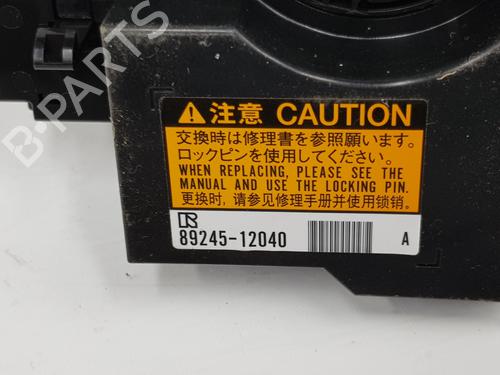 注意 CAUTION
交換時は修理書を参照願います。
ロックピンを使用してください。
WHEN REPLACING, PLEASE SEE THE
MANUAL AND USE THE LOCKING PIN.
更换时,请参见修理手册并使用锁销。
R
89245-12040 A
B-PARTS